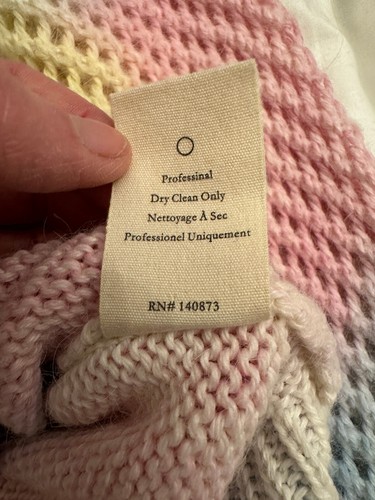 Professinal
Dry Clean Only
Nettoyage À Sec
Professionel Uniquement
RN# 140873